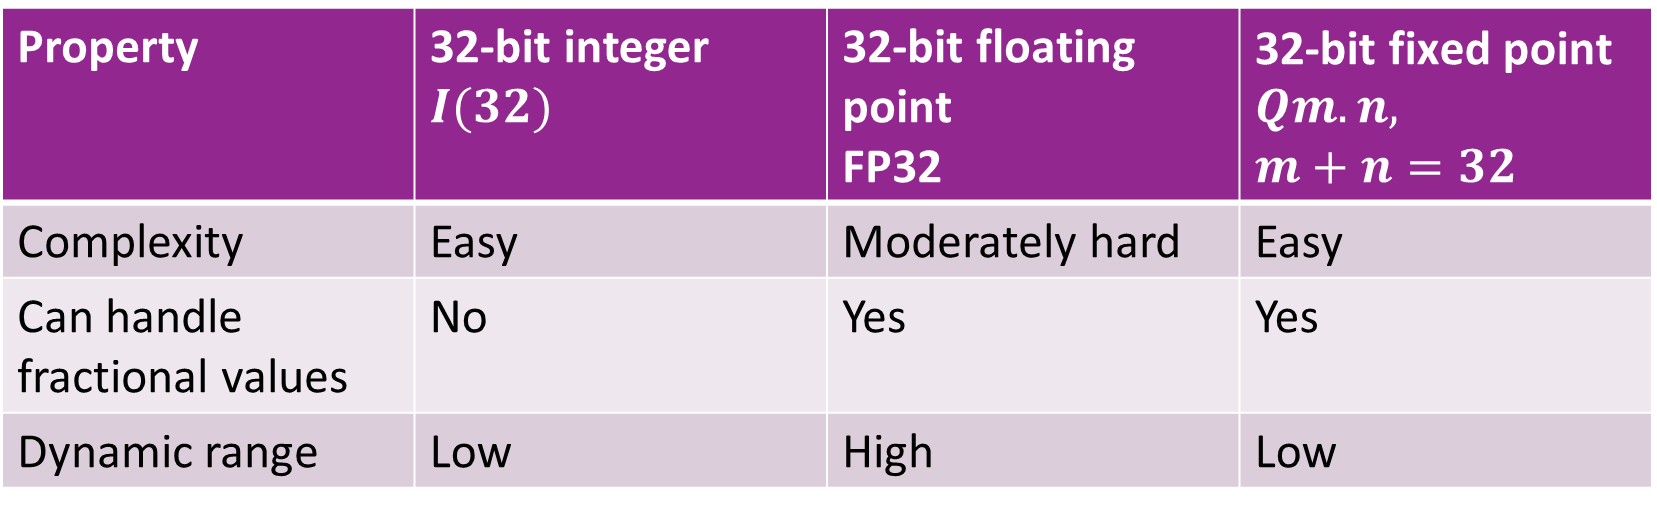 Property
32-bit integer
I(32)
32-bit floating
point
FP32
32-bit fixed point
Qm.n,
m + n = 32
Complexity
Easy
Moderately hard
Easy
Can handle
fractional values
No
Yes
Yes
Dynamic range
Low
High
Low